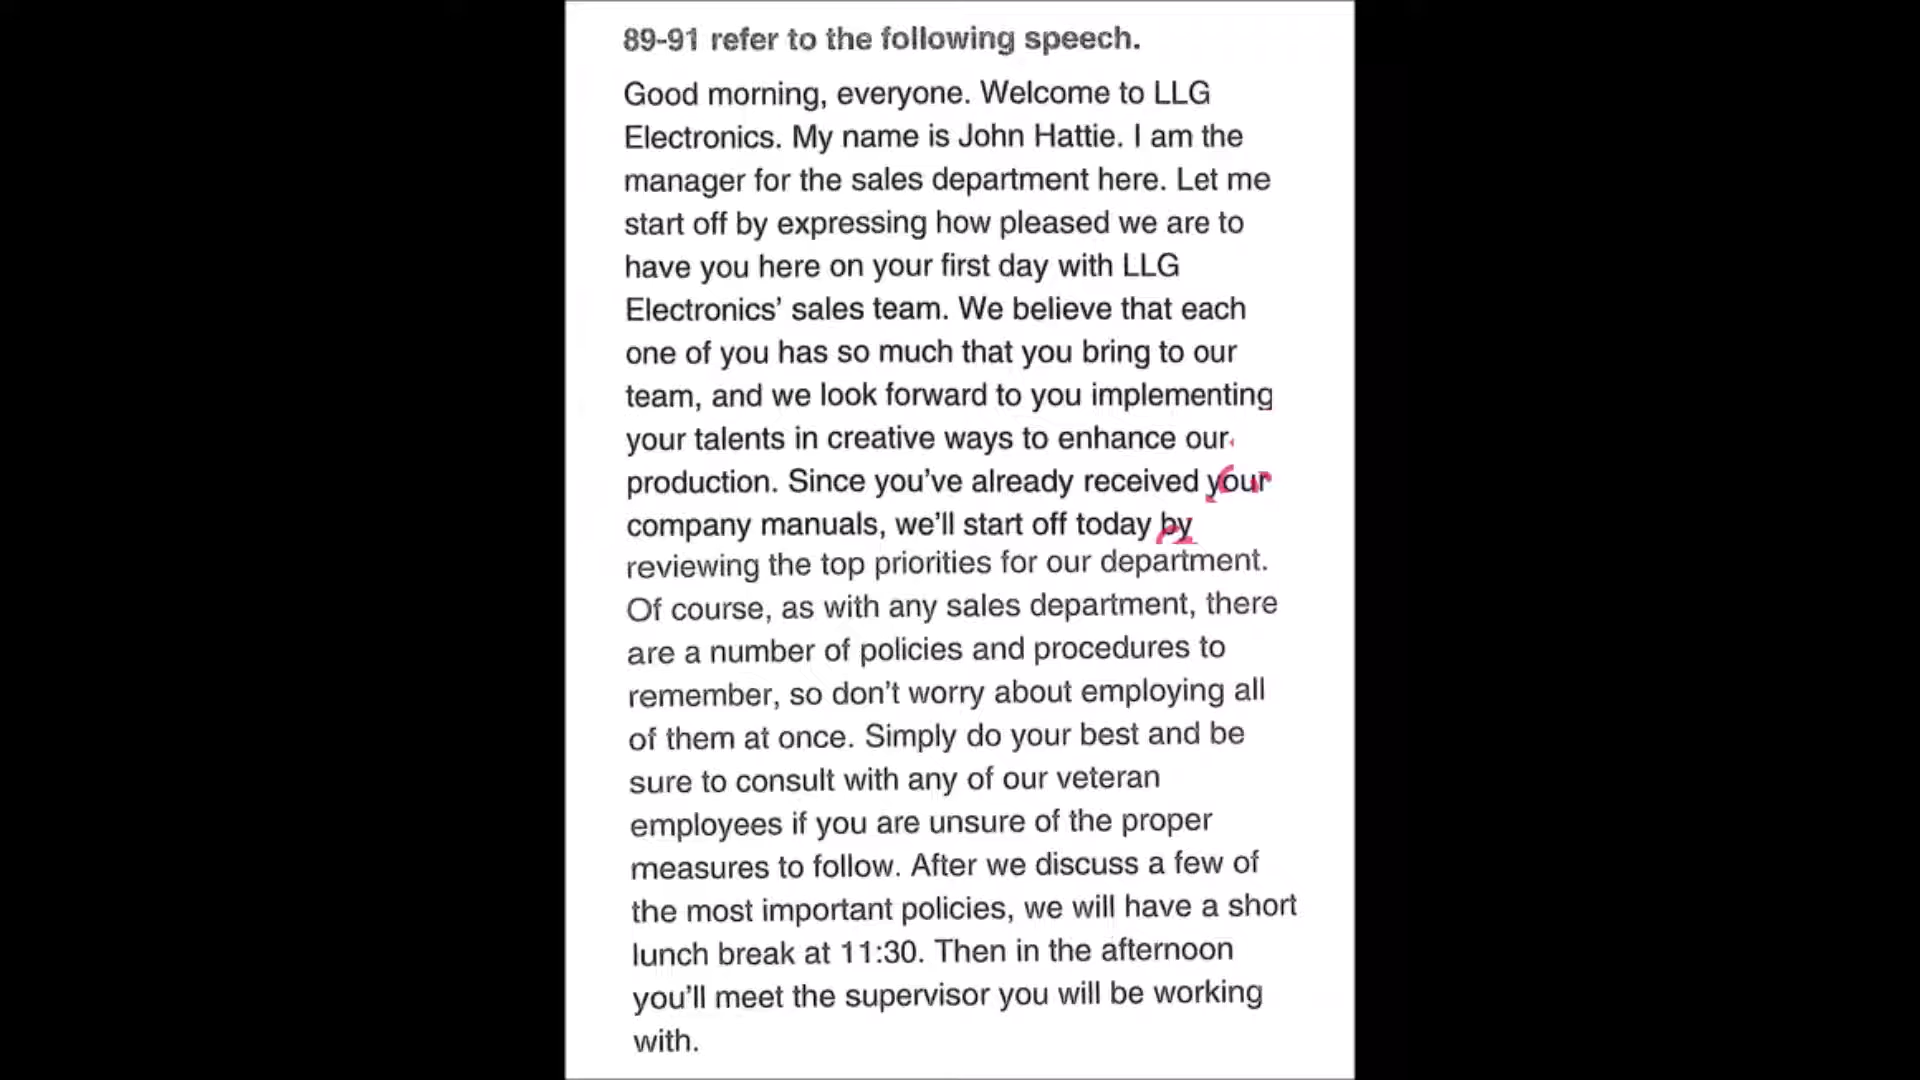 89-91 refer to the following speech.
Good morning, everyone. Welcome to LLG
Electronics. My name is John Hattie. I am the
manager for the sales department here. Let me
start off by expressing how pleased we are to
have you here on your first day with LLG
Electronics' sales team. We believe that each
one of you has so much that you bring to our
team, and we look forward to you implementing
your talents in creative ways to enhance our
production. Since you've already received your
company manuals, we'll start off today by
reviewing the top priorities for our department.
Of course, as with any sales department, there
are a number of policies and procedures to
remember, so don't worry about employing all
of them at once. Simply do your best and be
sure to consult with any of our veteran
employees if you are unsure of the proper
measures to follow. After we discuss a few of
the most important policies, we will have a short
lunch break at 11:30. Then in the afternoon
you'll meet the supervisor you will be working
with.